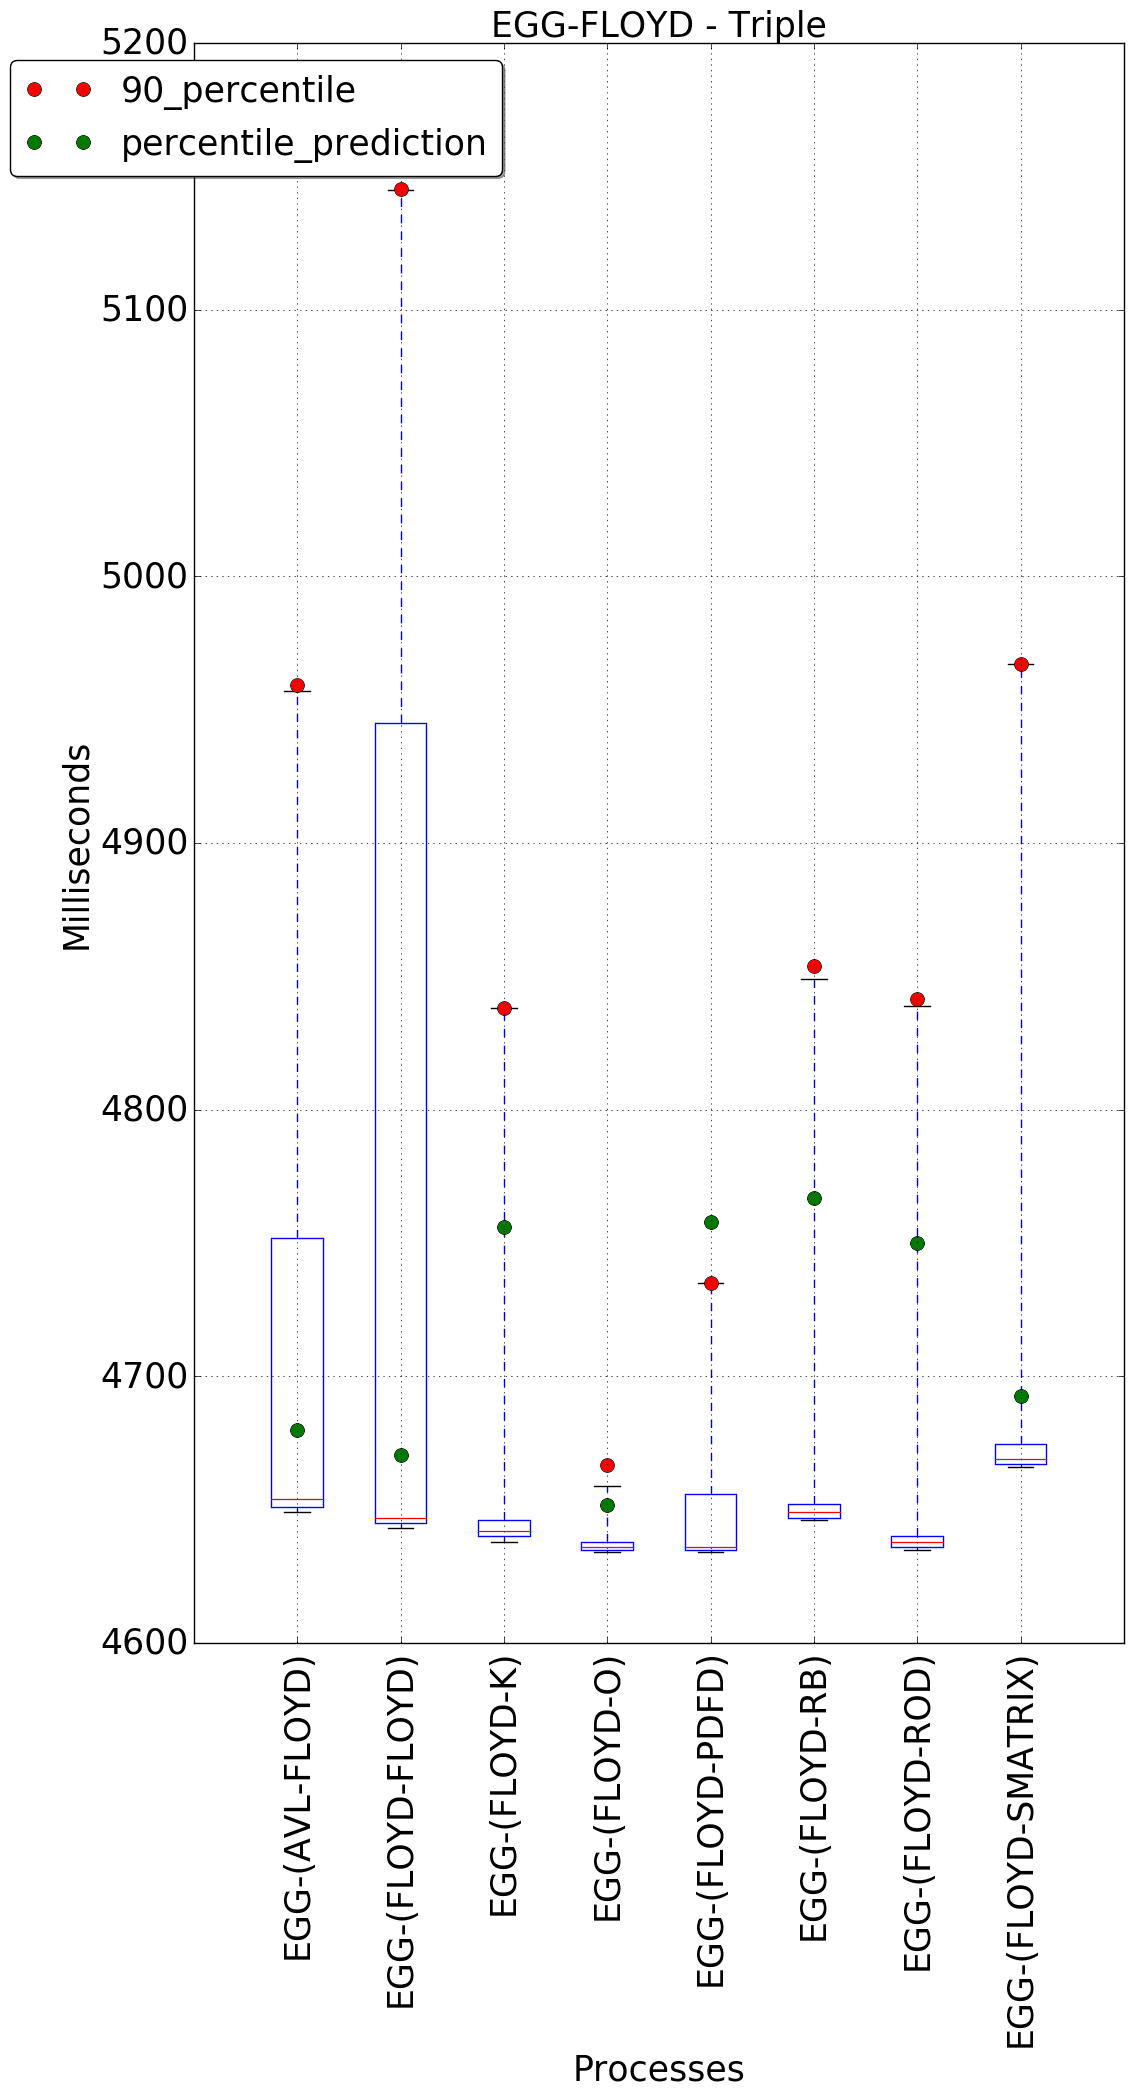 EGG-FLOYD - Triple
90_percentile
percentile_prediction
5200
5100
5000
4900
4800
4700
4600
Milliseconds
EGG-(AVL-FLOYD)
EGG-(FLOYD-FLOYD)
EGG-(FLOYD-K)
EGG-(FLOYD-O)
EGG-(FLOYD-PDFD)
EGG-(FLOYD-RB)
EGG-(FLOYD-ROD)
EGG-(FLOYD-SMATRIX)
Processes